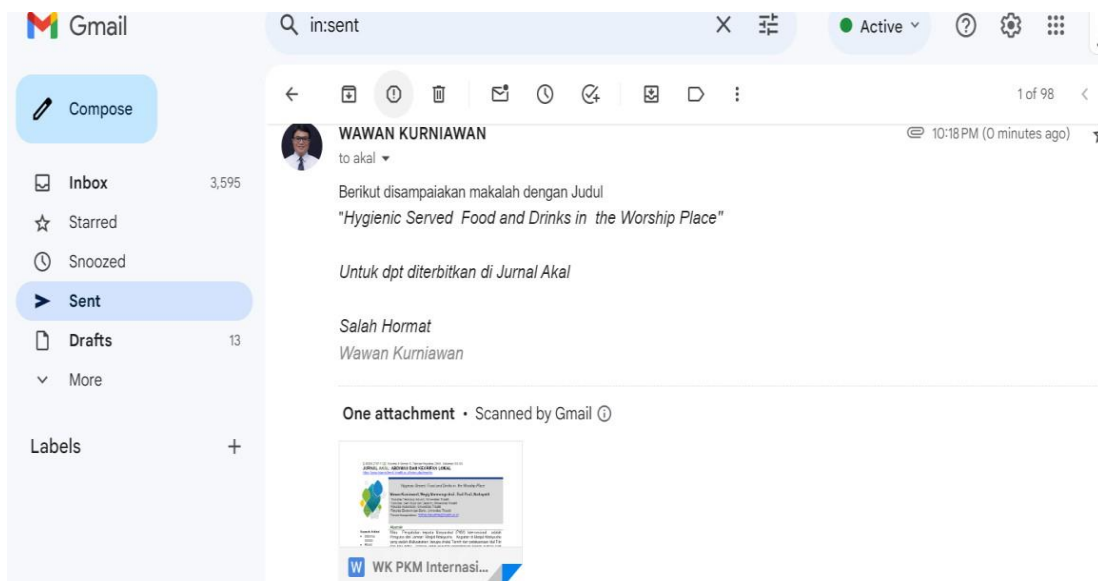 Gmail
in:sent
Active
Compose
1 of 98
WAWAN KURNIAWAN
10:18 PM (0 minutes ago)
to akal
Inbox 3,595
Starred
Snoozed
Sent
Drafts 13
More
Labels
Berikut disampaiakan makalah dengan Judul
"Hygienic Served Food and Drinks in the Worship Place"
Untuk dpt diterbitkan di Jurnal Akal
Salah Hormat
Wawan Kurniawan
One attachment • Scanned by Gmail
W WK PKM Internasi...